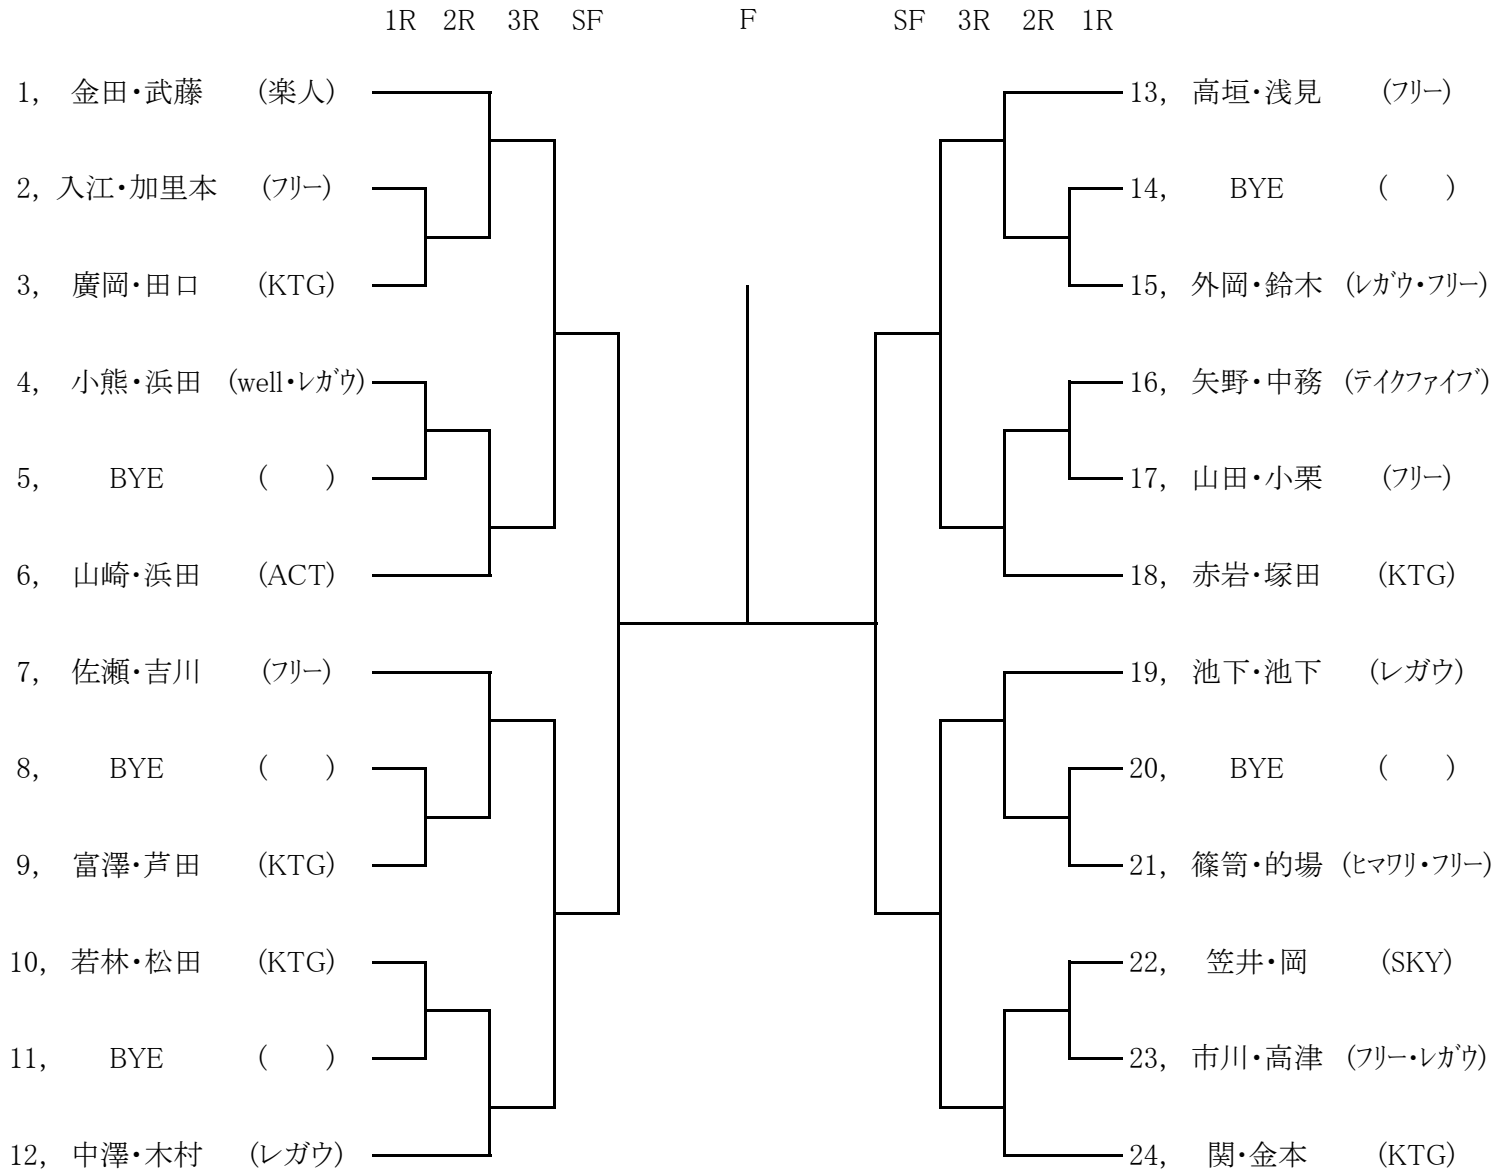 1R 2R 3R SF F SF 3R 2R 1R
1, 金田・武藤 (楽人)
2, 入江・加里本 (フリー)
3, 廣岡・田口 (KTG)
4, 小熊・浜田 (well・レガウ)
5, BYE ( )
6, 山崎・浜田 (ACT)
7, 佐瀬・吉川 (フリー)
8, BYE ( )
9, 富澤・芦田 (KTG)
10, 若林・松田 (KTG)
11, BYE ( )
12, 中澤・木村 (レガウ)
13, 高垣・浅見 (フリー)
14, BYE ( )
15, 外岡・鈴木 (レガウ・フリー)
16, 矢野・中務 (テイクファイブ)
17, 山田・小栗 (フリー)
18, 赤岩・塚田 (KTG)
19, 池下・池下 (レガウ)
20, BYE ( )
21, 篠笥・的場 (ヒマワリ・フリー)
22, 笠井・岡 (SKY)
23, 市川・高津 (フリー・レガウ)
24, 関・金本 (KTG)